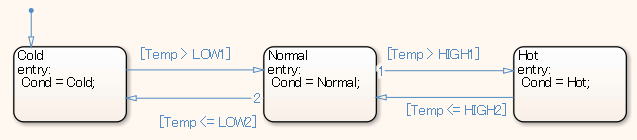 Cold
entry:
Cond = Cold;
[Temp > LOW1]
[Temp <= LOW2]
Normal
entry:
Cond = Normal;
1
2
[Temp > HIGH1]
[Temp <= HIGH2]
Hot
entry:
Cond = Hot;